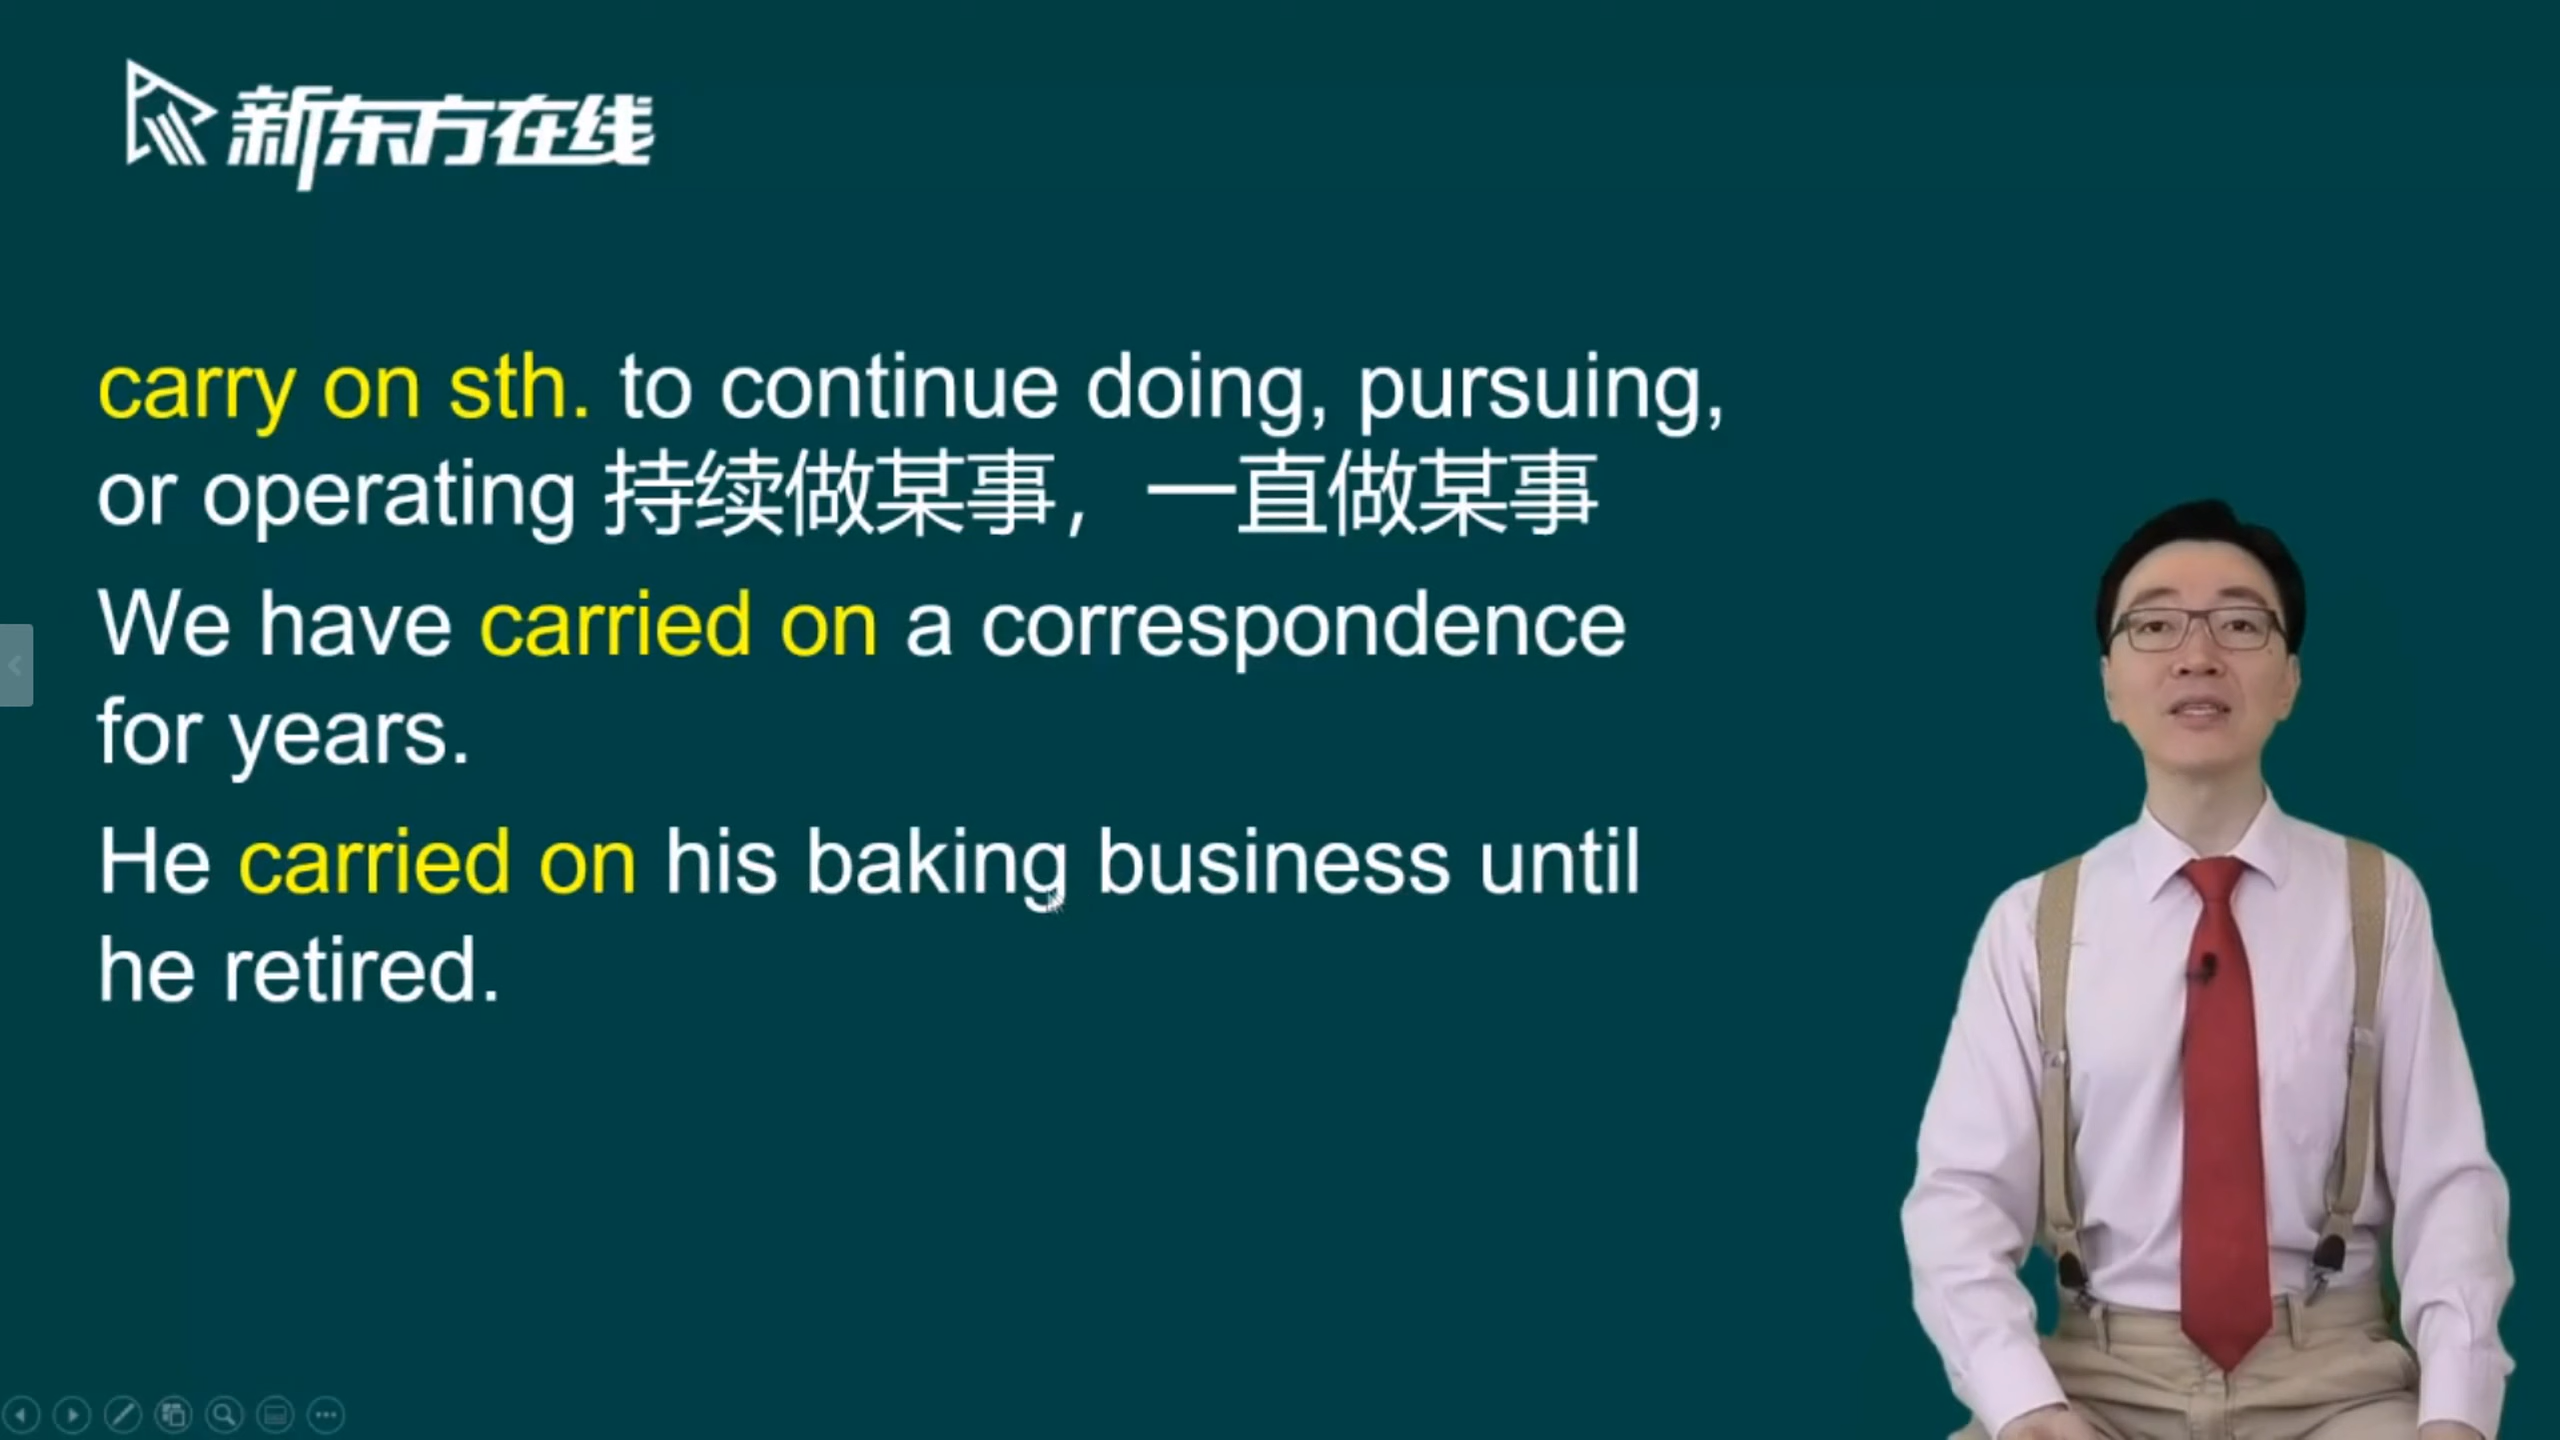 新东方在线
carry on sth. to continue doing, pursuing,
or operating 持续做某事，一直做某事
We have carried on a correspondence
for years.
He carried on his baking business until
he retired.